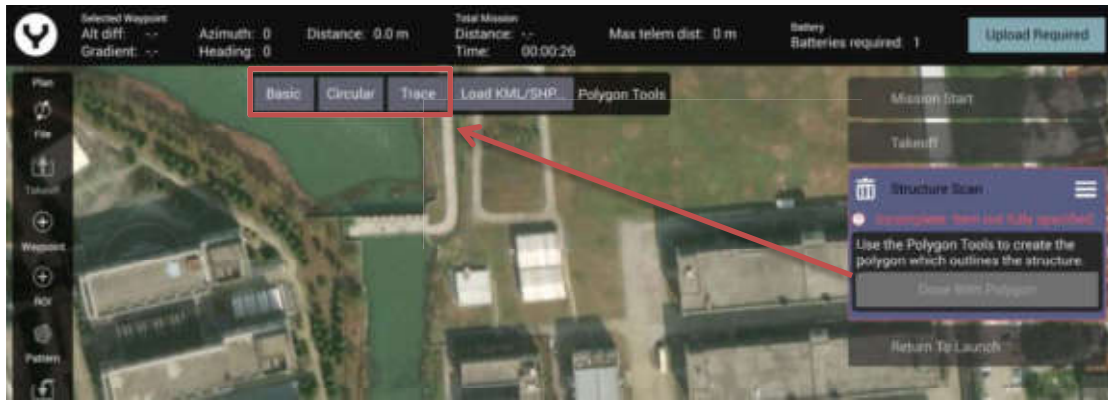 Selected Waypoint
Alt diff: -.-
Gradient: -.-
Azimuth: 0
Heading: 0
Distance: 0.0 m
Total Mission
Distance: -.-
Time: 00:00:26
Max telem dist: 0 m
Battery
Batteries required: 1
Upload Required
Plan
File
Takeoff
Waypoint
ROI
Pattern
Basic
Circular
Trace
Load KML/SHP...
Polygon Tools
Mission Start
Takeoff
Structure Scan
Incomplete: Item not fully specified.
Use the Polygon Tools to create the
polygon which outlines the structure.
Done With Polygon
Return To Launch